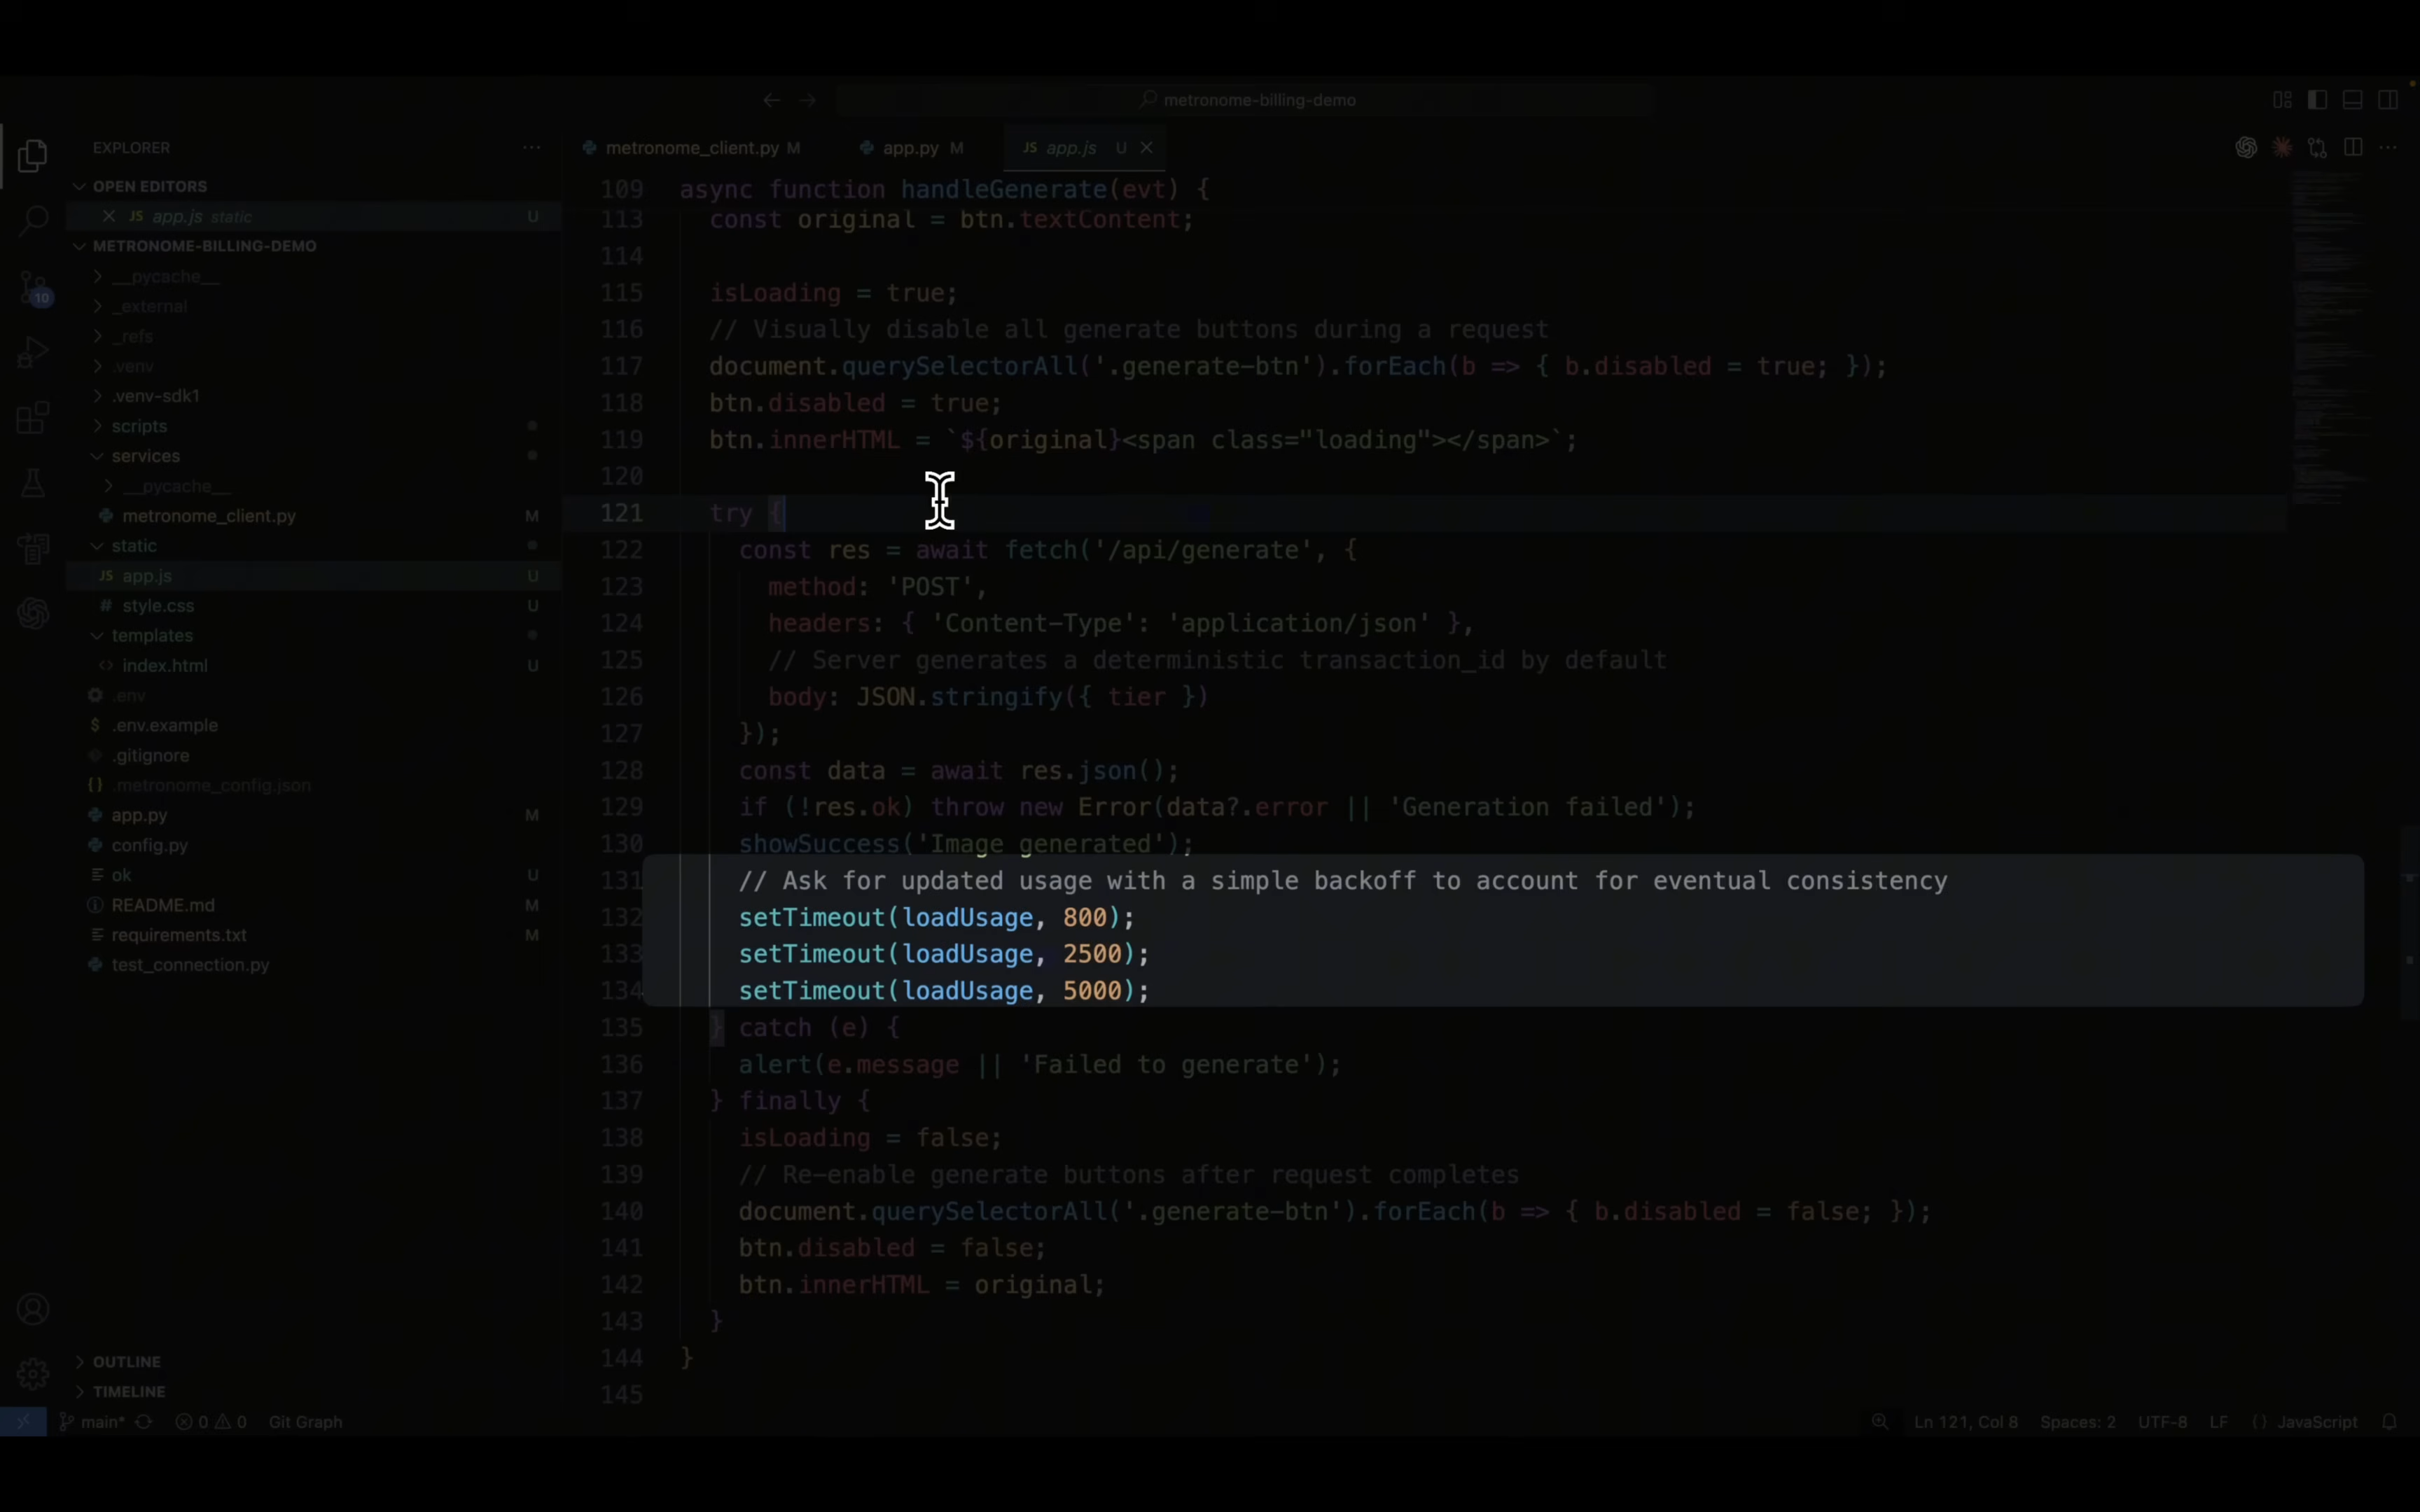 metronome-billing-demo
EXPLORER
OPEN EDITORS
JS app.js static U
METRONOME-BILLING-DEMO
__pycache__
_external
_refs
.venv
.venv-sdk1
scripts
services
__pycache__
metronome_client.py M
static
JS app.js U
# style.css U
templates
<> index.html U
.env
$ .env.example
.gitignore
{} .metronome_config.json
app.py M
config.py
ok U
README.md M
requirements.txt M
test_connection.py
OUTLINE
TIMELINE
10
metronome_client.py M
app.py M
JS app.js U
109 async function handleGenerate(evt) {
113 const original = btn.textContent;
114
115 isLoading = true;
116 // Visually disable all generate buttons during a request
117 document.querySelectorAll('.generate-btn').forEach(b => { b.disabled = true; });
118 btn.disabled = true;
119 btn.innerHTML = `${original}<span class="loading"></span>`;
120
121 try {
122 const res = await fetch('/api/generate', {
123 method: 'POST',
124 headers: { 'Content-Type': 'application/json' },
125 // Server generates a deterministic transaction_id by default
126 body: JSON.stringify({ tier })
127 });
128 const data = await res.json();
129 if (!res.ok) throw new Error(data?.error || 'Generation failed');
130 showSuccess('Image generated');
131 // Ask for updated usage with a simple backoff to account for eventual consistency
132 setTimeout(loadUsage, 800);
133 setTimeout(loadUsage, 2500);
134 setTimeout(loadUsage, 5000);
135 } catch (e) {
136 alert(e.message || 'Failed to generate');
137 } finally {
138 isLoading = false;
139 // Re-enable generate buttons after request completes
140 document.querySelectorAll('.generate-btn').forEach(b => { b.disabled = false; });
141 btn.disabled = false;
142 btn.innerHTML = original;
143 }
144 }
145
main* 0 0 Git Graph
Ln 121, Col 8 Spaces: 2 UTF-8 LF {} JavaScript